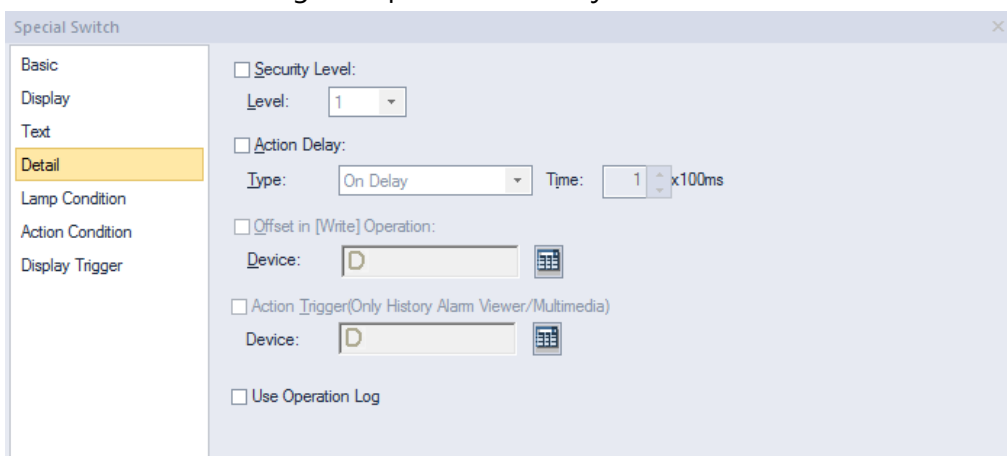 Special Switch
Basic
Display
Text
Detail
Lamp Condition
Action Condition
Display Trigger
Security Level:
Level: 1
Action Delay:
Type: On Delay Time: 1 x100ms
Offset in [Write] Operation:
Device: D
Action Trigger(Only History Alarm Viewer/Multimedia)
Device: D
Use Operation Log